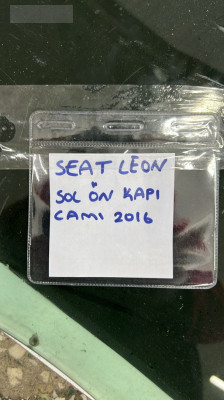 SEAT LEON
SOL ÖN KAPI
CAMI 2016